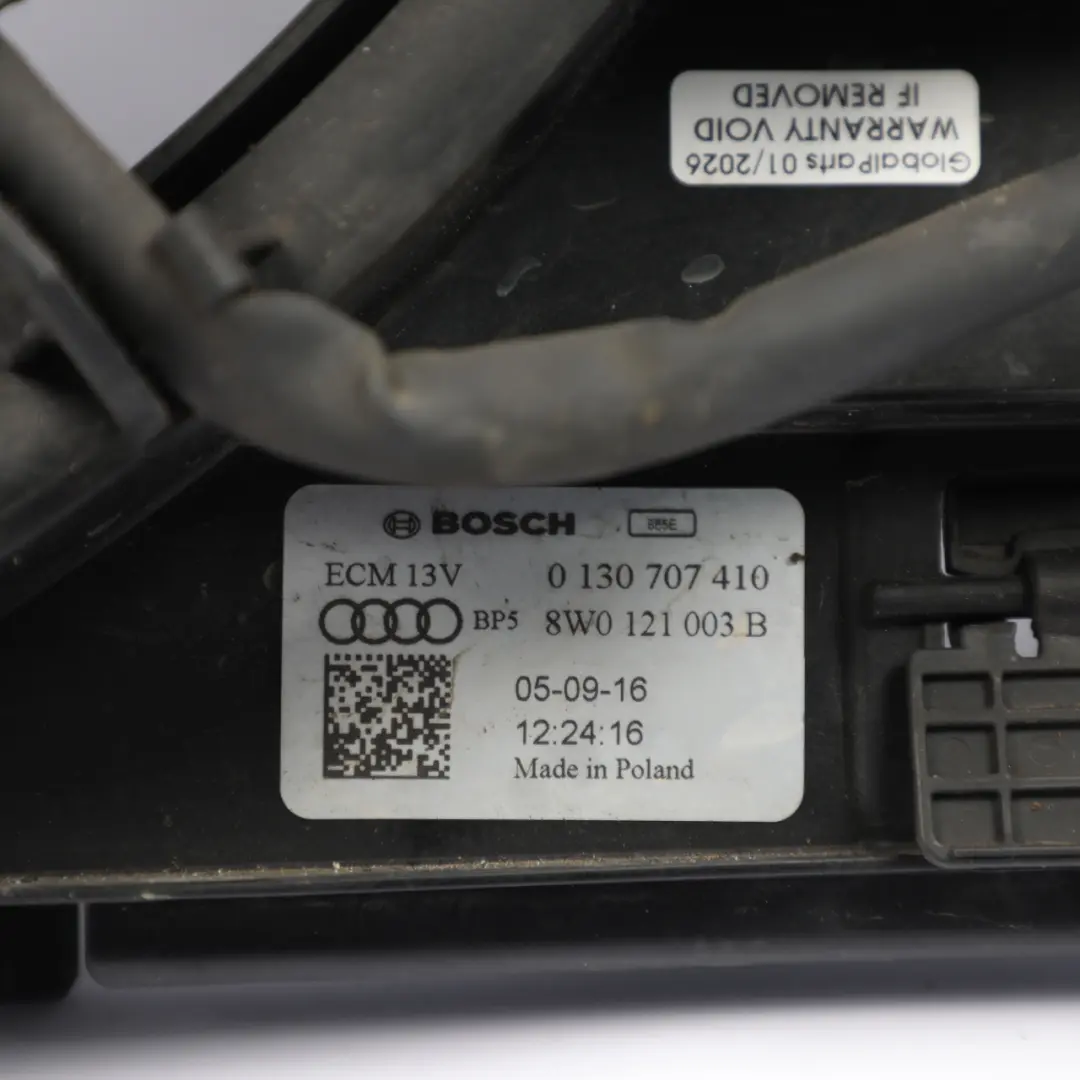 GlobalParts 01/2026
WARRANTY VOID
IF REMOVED
BOSCH
ECM 13V 0 130 707 410
BP5 8W0 121 003 B
05-09-16
12:24:16
Made in Poland